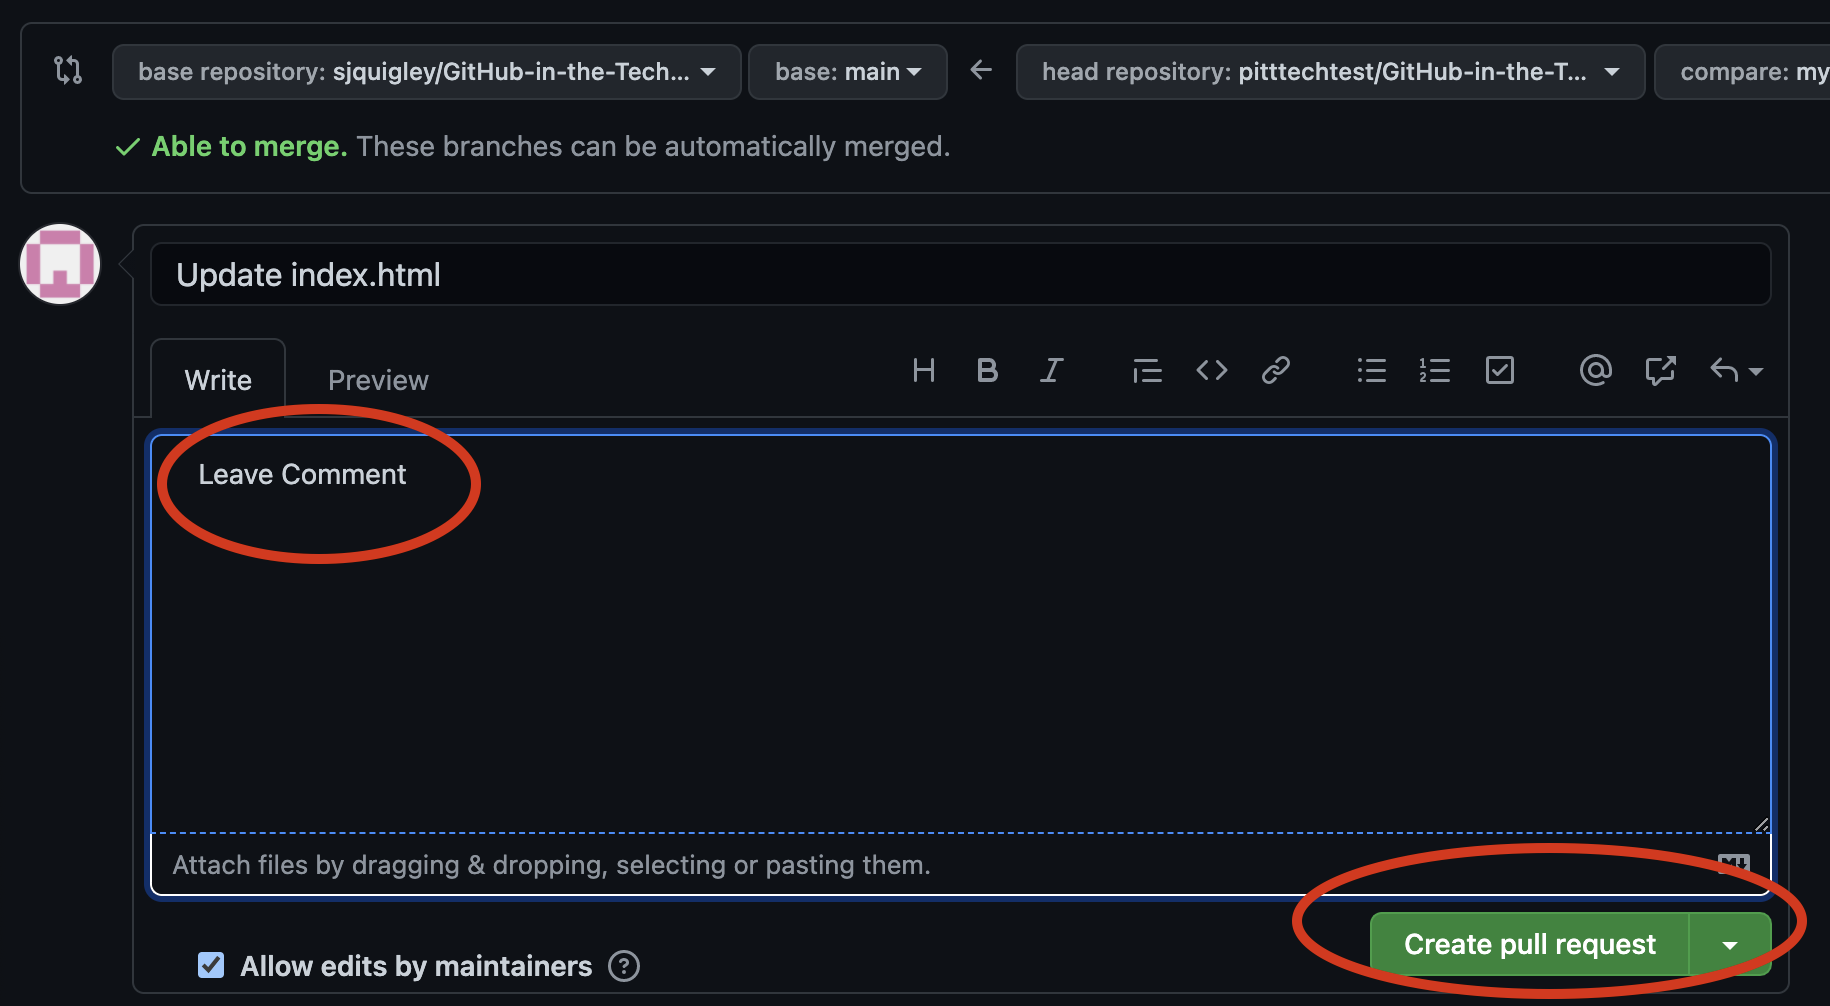 base repository: sjquigley/GitHub-in-the-Tech... base: main head repository: pitttechtest/GitHub-in-the-T... compare: my
Able to merge. These branches can be automatically merged.
Update index.html
Write Preview
Leave Comment
Attach files by dragging & dropping, selecting or pasting them.
Create pull request
Allow edits by maintainers